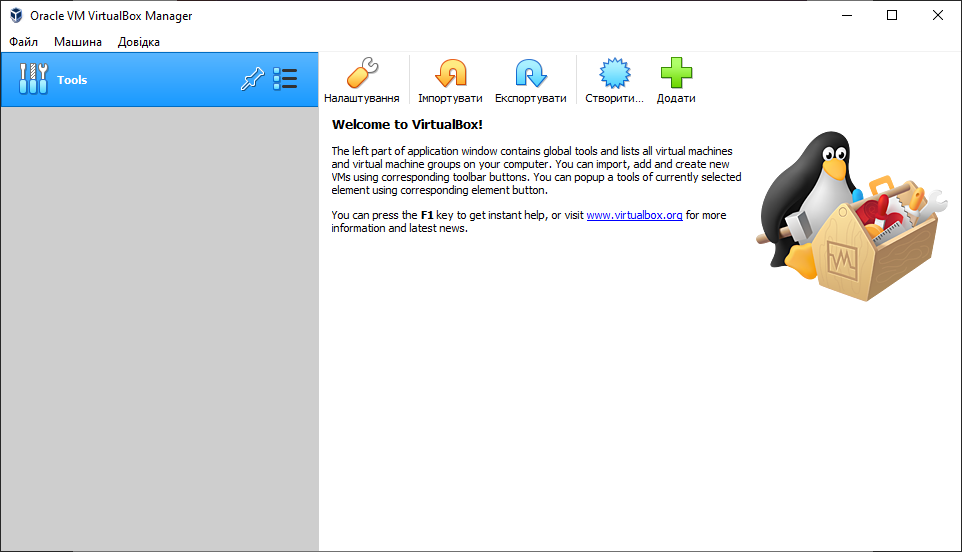 Oracle VM VirtualBox Manager
Файл Машина Довідка
Tools
Налаштування Імпортувати Експортувати Створити... Додати
Welcome to VirtualBox!
The left part of application window contains global tools and lists all virtual machines
and virtual machine groups on your computer. You can import, add and create new
VMs using corresponding toolbar buttons. You can popup a tools of currently selected
element using corresponding element button.
You can press the F1 key to get instant help, or visit www.virtualbox.org for more
information and latest news.